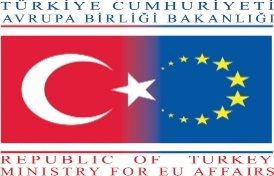 TÜRKİYE CUMHURİYETİ
AVRUPA BİRLİĞİ BAKANLIĞI
REPUBLIC OF TURKEY
MINISTRY FOR EU AFFAIRS